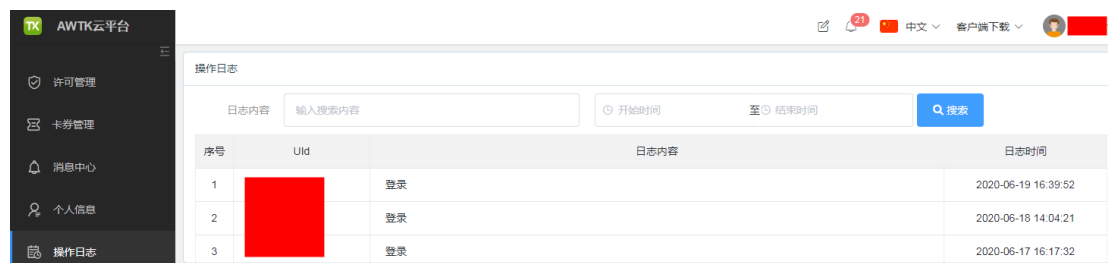 TX AWTK云平台
21 中文 客户端下载
许可管理
卡券管理
消息中心
个人信息
操作日志
操作日志
日志内容 输入搜索内容 开始时间 至 结束时间 搜索
序号 UId 日志内容 日志时间
1 登录 2020-06-19 16:39:52
2 登录 2020-06-18 14:04:21
3 登录 2020-06-17 16:17:32